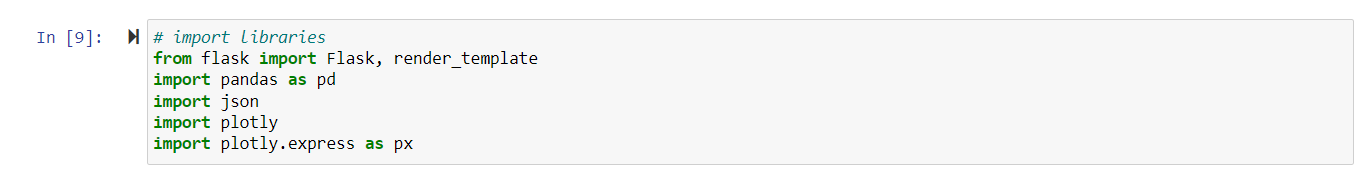 In [9]:
# import libraries
from flask import Flask, render_template
import pandas as pd
import json
import plotly
import plotly.express as px